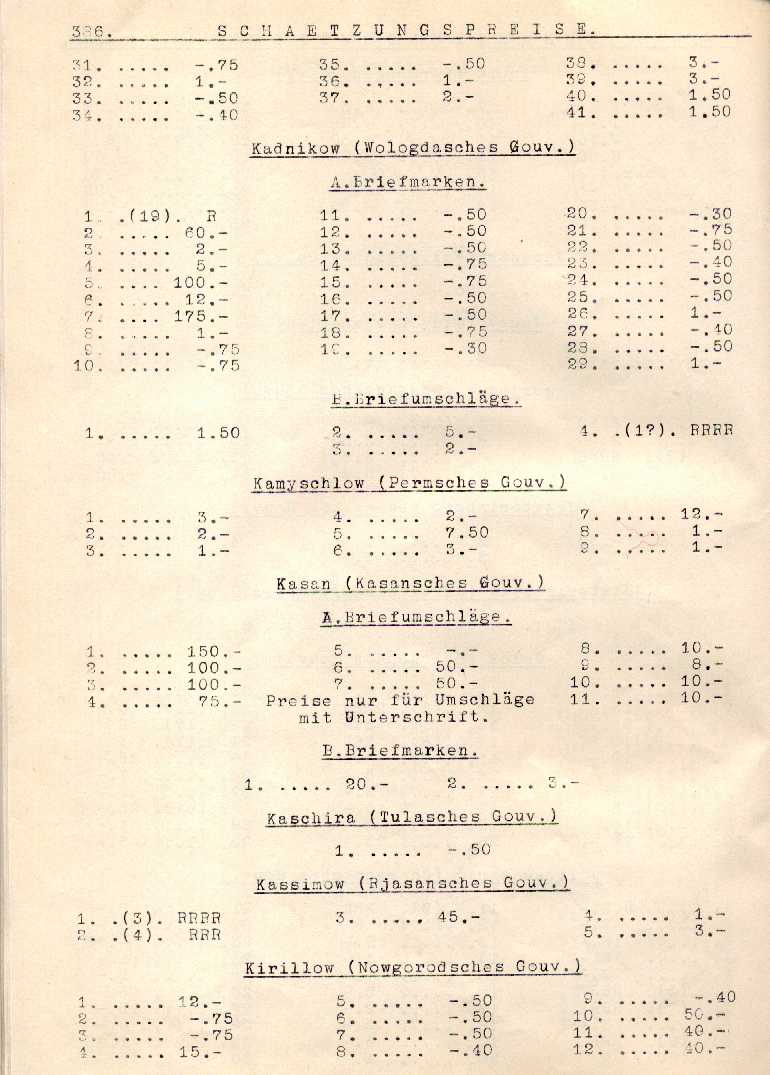 336. SCHAETZUNGSPREISE.
31. ..... -.75 35. ..... -.50 38. ..... 3.-
32. ..... 1.- 36. ..... 1.- 39. ..... 3.-
33. ..... -.50 37. ..... 2.- 40. ..... 1.50
34. ..... -.40 41. ..... 1.50
Kadnikow (Wologdasches Gouv.)
A.Briefmarken.
1. .(19). R 11. ..... -.50 20. ..... -.30
2. ..... 60.- 12. ..... -.50 21. ..... -.75
3. ..... 2.- 13. ..... -.50 22. ..... -.50
4. ..... 5.- 14. ..... -.75 23. ..... -.40
5. .... 100.- 15. ..... -.75 24. ..... -.50
6. ..... 12.- 16. ..... -.50 25. ..... -.50
7. .... 175.- 17. ..... -.50 26. ..... 1.-
8. ..... 1.- 18. ..... -.75 27. ..... -.40
9. ..... -.75 19. ..... -.30 28. ..... -.50
10. ..... -.75 29. ..... 1.-
B.Briefumschläge.
1. ..... 1.50 2. ..... 5.- 4. .(1?). RRRR
3. ..... 2.-
Kamyschlow (Permsches Gouv.)
1. ..... 3.- 4. ..... 2.- 7. ..... 12.-
2. ..... 2.- 5. ..... 7.50 8. ..... 1.-
3. ..... 1.- 6. ..... 3.- 9. ..... 1.-
Kasan (Kasansches Gouv.)
A.Briefumschläge.
1. ..... 150.- 5. ..... -.- 8. ..... 10.-
2. ..... 100.- 6. ..... 50.- 9. ..... 8.-
3. ..... 100.- 7. ..... 50.- 10. ..... 10.-
4. ..... 75.- Preise nur für Umschläge 11. ..... 10.-
mit Unterschrift.
B.Briefmarken.
1. ..... 20.- 2. ..... 3.-
Kaschira (Tulasches Gouv.)
1. ..... -.50
Kassimow (Rjasansches Gouv.)
1. .(3). RRRR 3. ..... 45.- 4. ..... 1.-
2. .(4). RRR 5. ..... 3.-
Kirillow (Nowgorodsches Gouv.)
1. ..... 12.- 5. ..... -.50 9. ..... -.40
2. ..... -.75 6. ..... -.50 10. ..... 50.-
3. ..... -.75 7. ..... -.50 11. ..... 40.-
4. ..... 15.- 8. ..... -.40 12. ..... 40.-